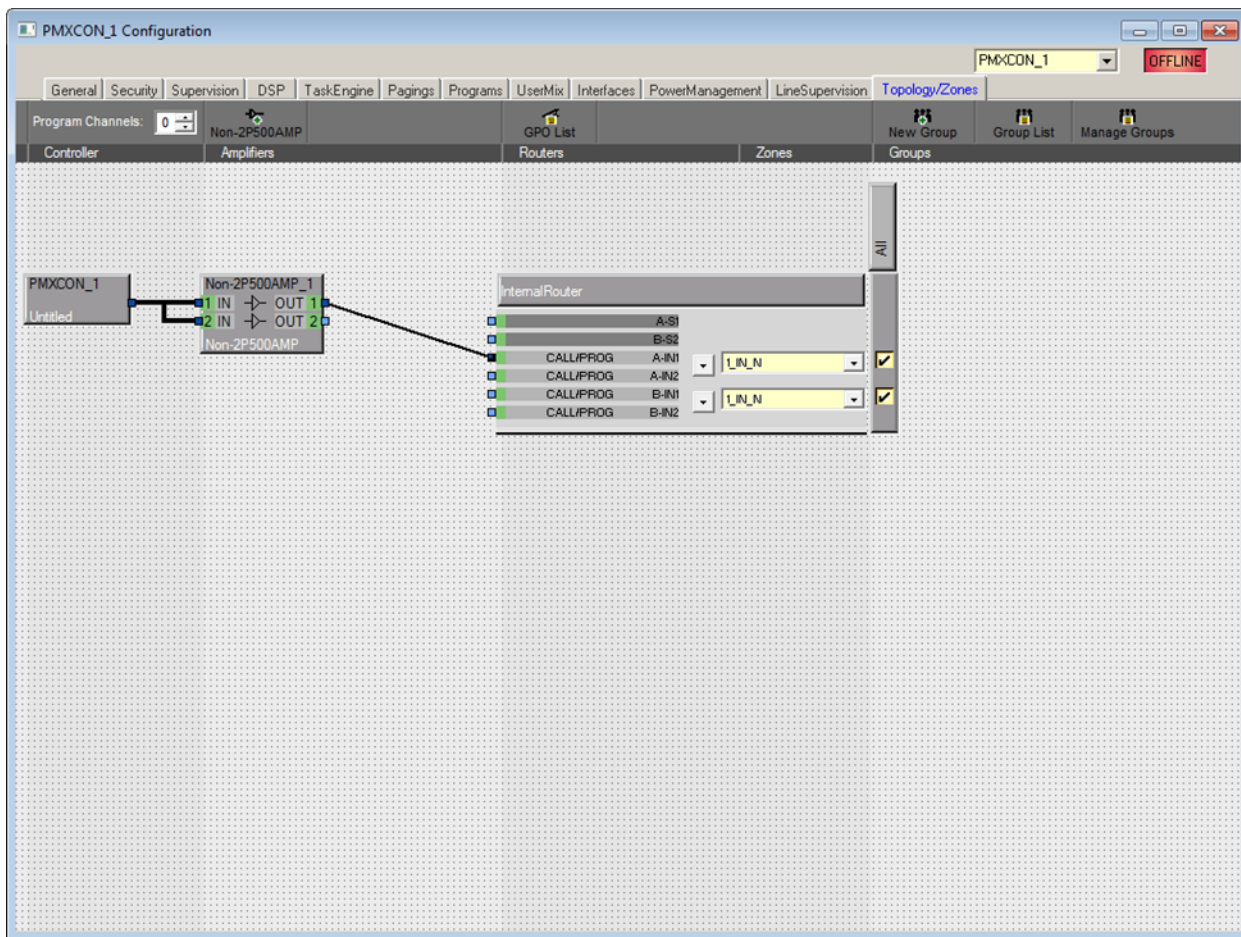 PMXCON_1 Configuration
PMXCON_1 OFFLINE
General Security Supervision DSP TaskEngine Pagings Programs UserMix Interfaces PowerManagement LineSupervision Topology/Zones
Program Channels: 0 Non-2P500AMP GPO List New Group Group List Manage Groups
Controller Amplifiers Routers Zones Groups
All
PMXCON_1
Untitled
Non-2P500AMP_1
1 IN OUT 1
2 IN OUT 2
Non-2P500AMP
InternalRouter
A-S1
B-S2
CALL/PROG A-IN1 1_IN_N
CALL/PROG A-IN2
CALL/PROG B-IN1 1_IN_N
CALL/PROG B-IN2